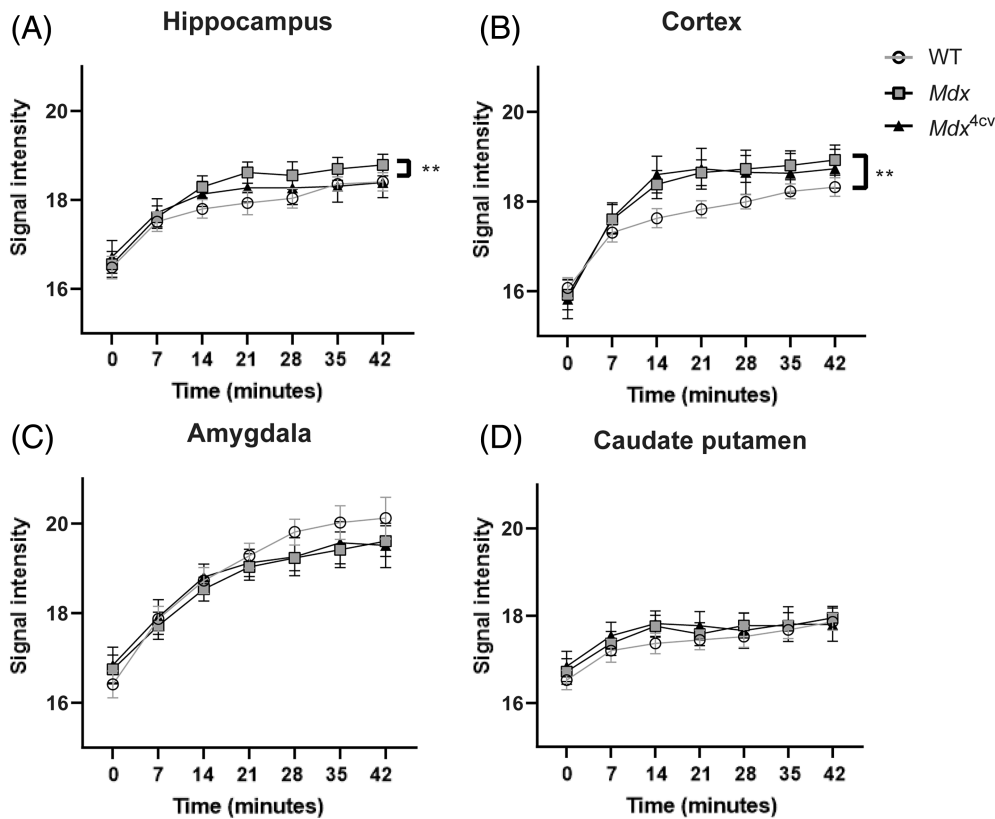 (A) Hippocampus
Signal intensity
20
18
16
**
0 7 14 21 28 35 42
Time (minutes)
(B) Cortex
Signal intensity
20
18
16
**
0 7 14 21 28 35 42
Time (minutes)
WT
Mdx
Mdx4cv
(C) Amygdala
Signal intensity
20
18
16
0 7 14 21 28 35 42
Time (minutes)
(D) Caudate putamen
Signal intensity
20
18
16
0 7 14 21 28 35 42
Time (minutes)